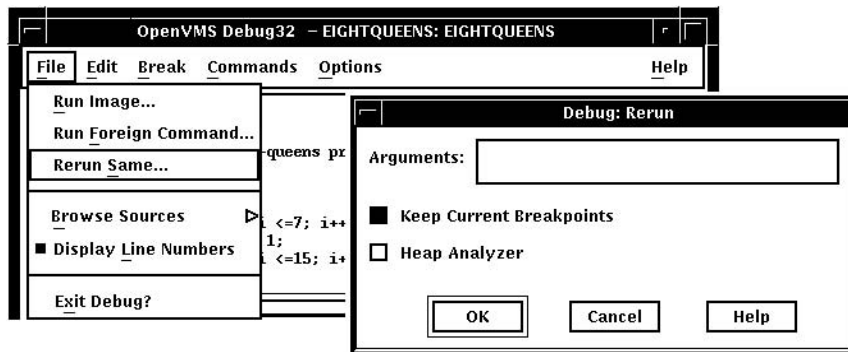 OpenVMS Debug32 – EIGHTQUEENS: EIGHTQUEENS
File Edit Break Commands Options Help
Run Image...
Run Foreign Command...
Rerun Same...
Browse Sources
Display Line Numbers
Exit Debug?
-queens pr
i <=7; i++
1;
i <=15; i+
Debug: Rerun
Arguments:
Keep Current Breakpoints
Heap Analyzer
OK Cancel Help